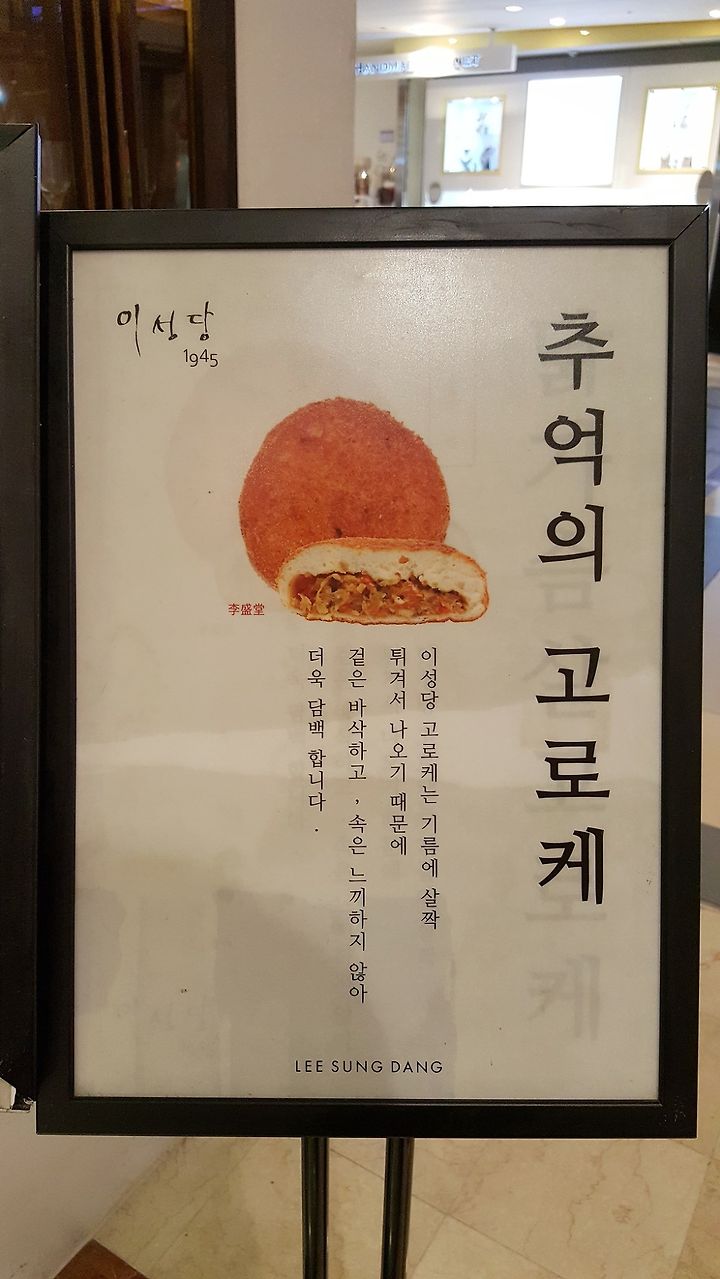 이성당
1945
추억의 고로케
李盛堂
이성당 고로케는 기름에 살짝
튀겨서 나오기 때문에
겉은 바삭하고, 속은 느끼하지 않아
더욱 담백 합니다.
LEE SUNG DANG